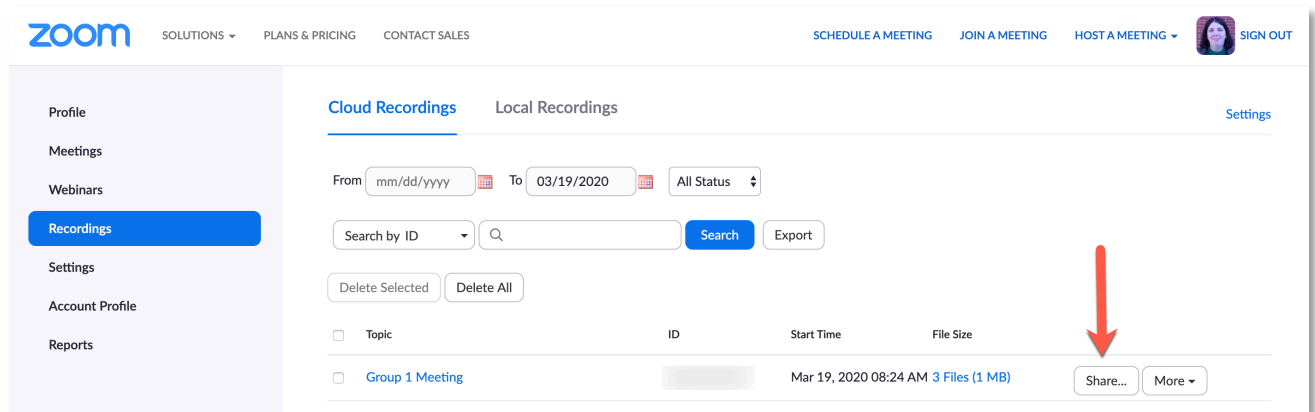 zoom SOLUTIONS PLANS & PRICING CONTACT SALES SCHEDULE A MEETING JOIN A MEETING HOST A MEETING SIGN OUT
Profile
Meetings
Webinars
Recordings
Settings
Account Profile
Reports
Cloud Recordings Local Recordings Settings
From mm/dd/yyyy To 03/19/2020 All Status
Search by ID Search Export
Delete Selected Delete All
Topic ID Start Time File Size
Group 1 Meeting Mar 19, 2020 08:24 AM 3 Files (1 MB) Share... More